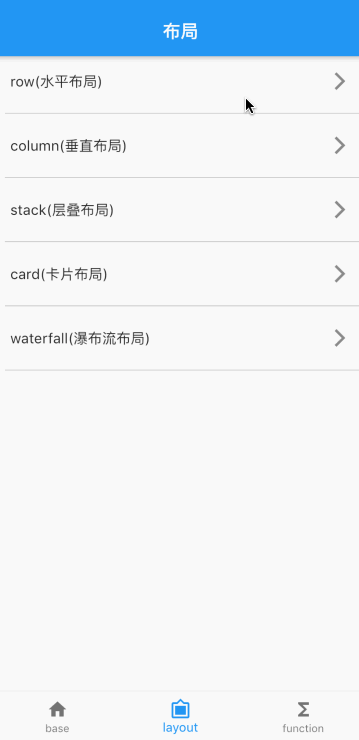 布局
row(水平布局)
column(垂直布局)
stack(层叠布局)
card(卡片布局)
waterfall(瀑布流布局)
base
layout
function